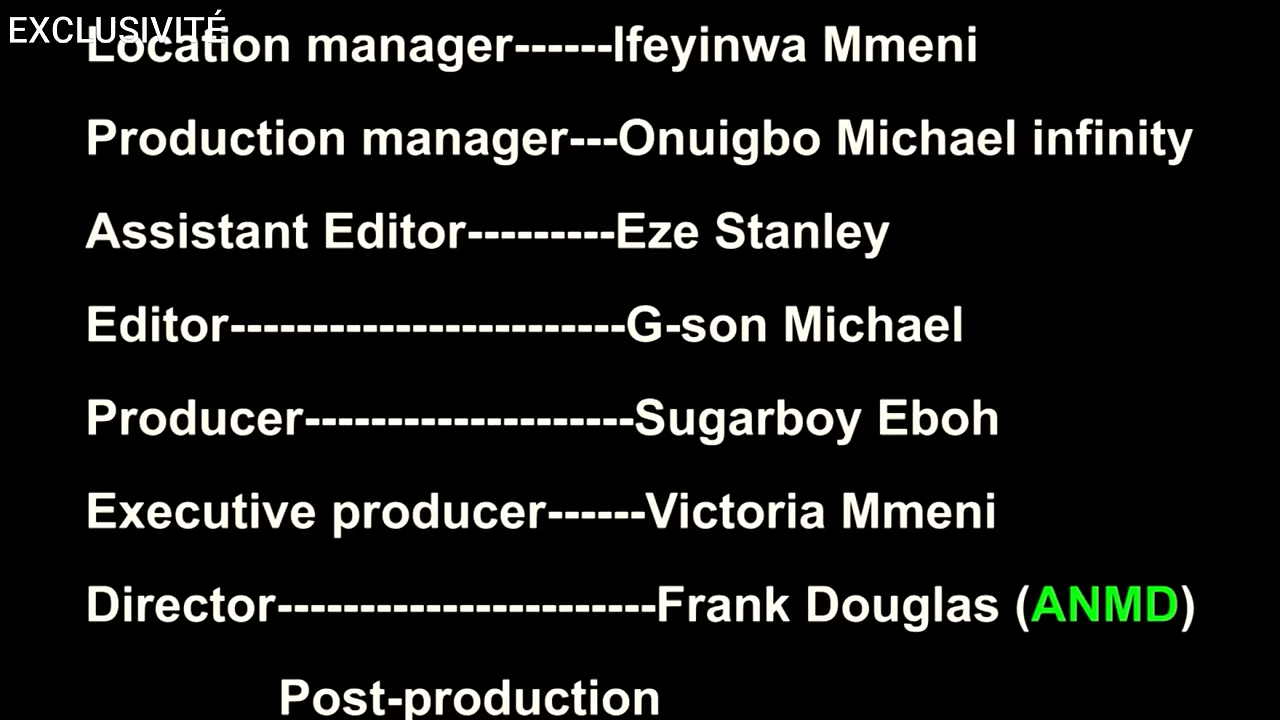 EXCLUSIVITÉ
Location manager------Ifeyinwa Mmeni
Production manager---Onuigbo Michael infinity
Assistant Editor---------Eze Stanley
Editor------------------------G-son Michael
Producer--------------------Sugarboy Eboh
Executive producer------Victoria Mmeni
Director-----------------------Frank Douglas (ANMD)
Post-production